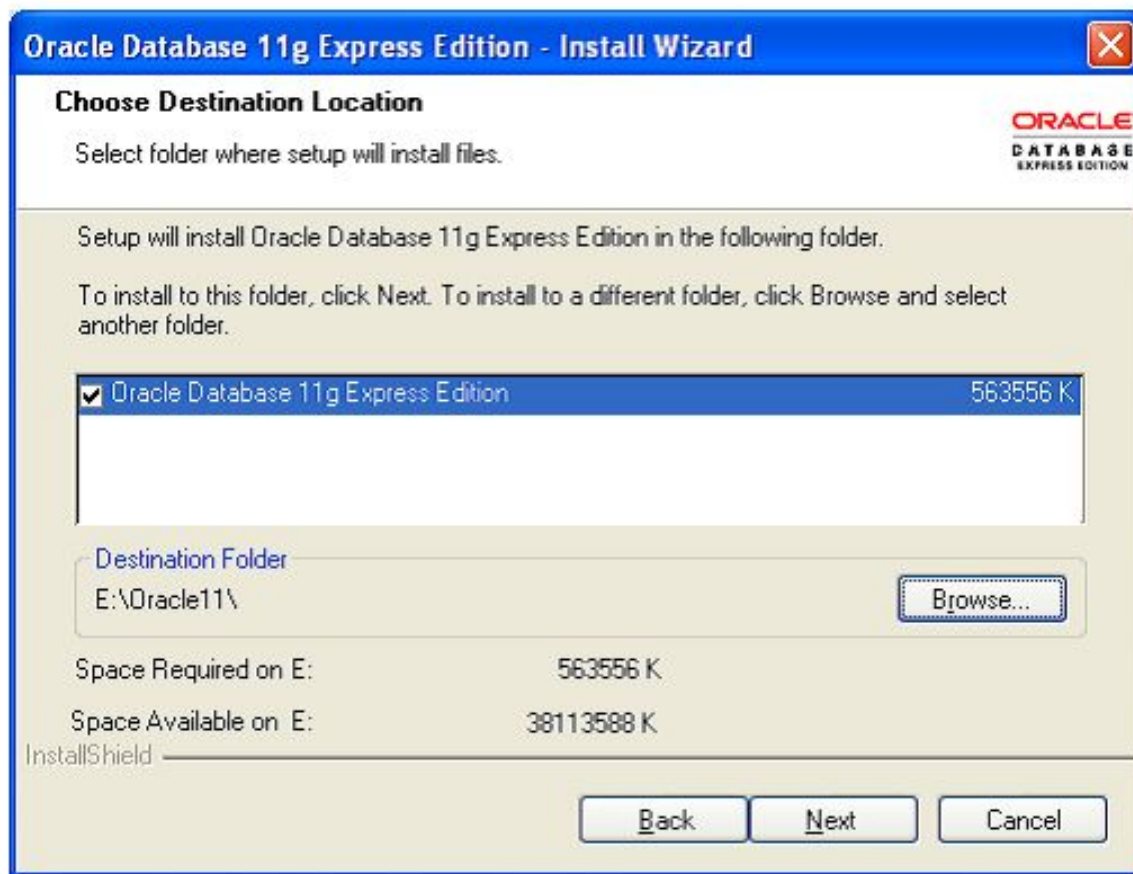 Oracle Database 11g Express Edition - Install Wizard
Choose Destination Location
Select folder where setup will install files.
ORACLE
DATABASE
EXPRESS EDITION
Setup will install Oracle Database 11g Express Edition in the following folder.
To install to this folder, click Next. To install to a different folder, click Browse and select
another folder.
Oracle Database 11g Express Edition 563556 K
Destination Folder
E:\Oracle11\ Browse...
Space Required on E: 563556 K
Space Available on E: 38113588 K
InstallShield
Back Next Cancel